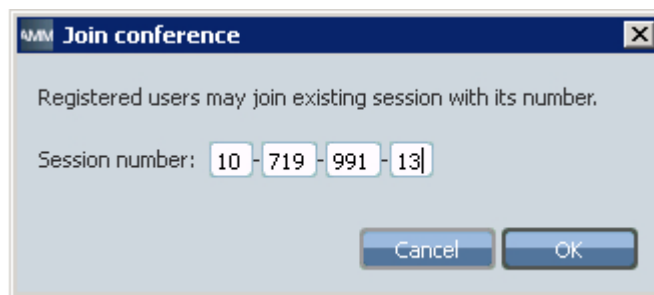 AMM Join conference
Registered users may join existing session with its number.
Session number: 10 - 719 - 991 - 13
Cancel OK